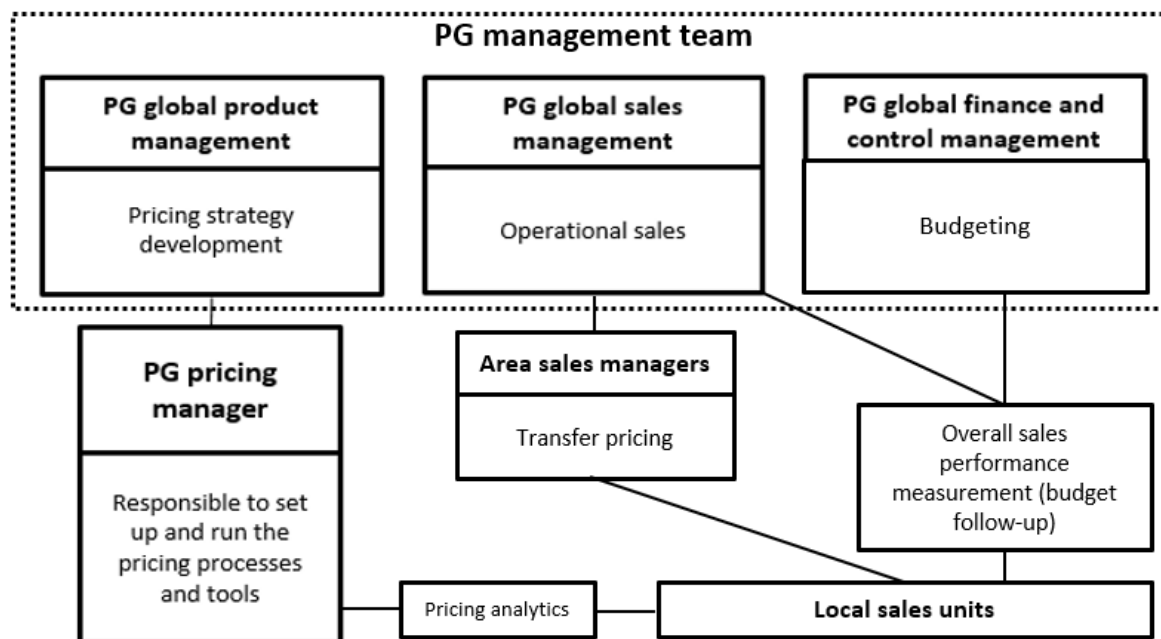 PG management team
PG global product
management
Pricing strategy
development
PG global sales
management
Operational sales
PG global finance and
control management
Budgeting
PG pricing
manager
Responsible to set
up and run the
pricing processes
and tools
Area sales managers
Transfer pricing
Overall sales
performance
measurement (budget
follow-up)
Pricing analytics
Local sales units